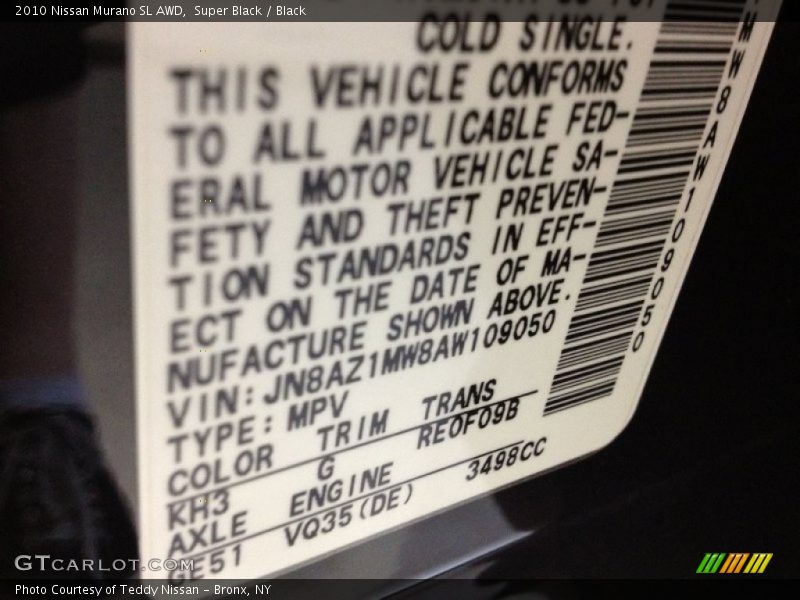 2010 Nissan Murano SL AWD,  Super Black / Black
COLD SINGLE.
THIS VEHICLE CONFORMS
TO ALL APPLICABLE FED-
ERAL MOTOR VEHICLE SA-
FETY AND THEFT PREVEN-
TION STANDARDS IN EFF-
ECT ON THE DATE OF MA-
NUFACTURE SHOWN ABOVE.
VIN:JN8AZ1MW8AW109050
TYPE:MPV
COLOR TRIM TRANS
KH3 G RE0F09B
AXLE ENGINE
GE51 VQ35(DE) 3498CC
MW8AW109050
GTCARLOT.COM
Photo Courtesy of Teddy Nissan - Bronx, NY